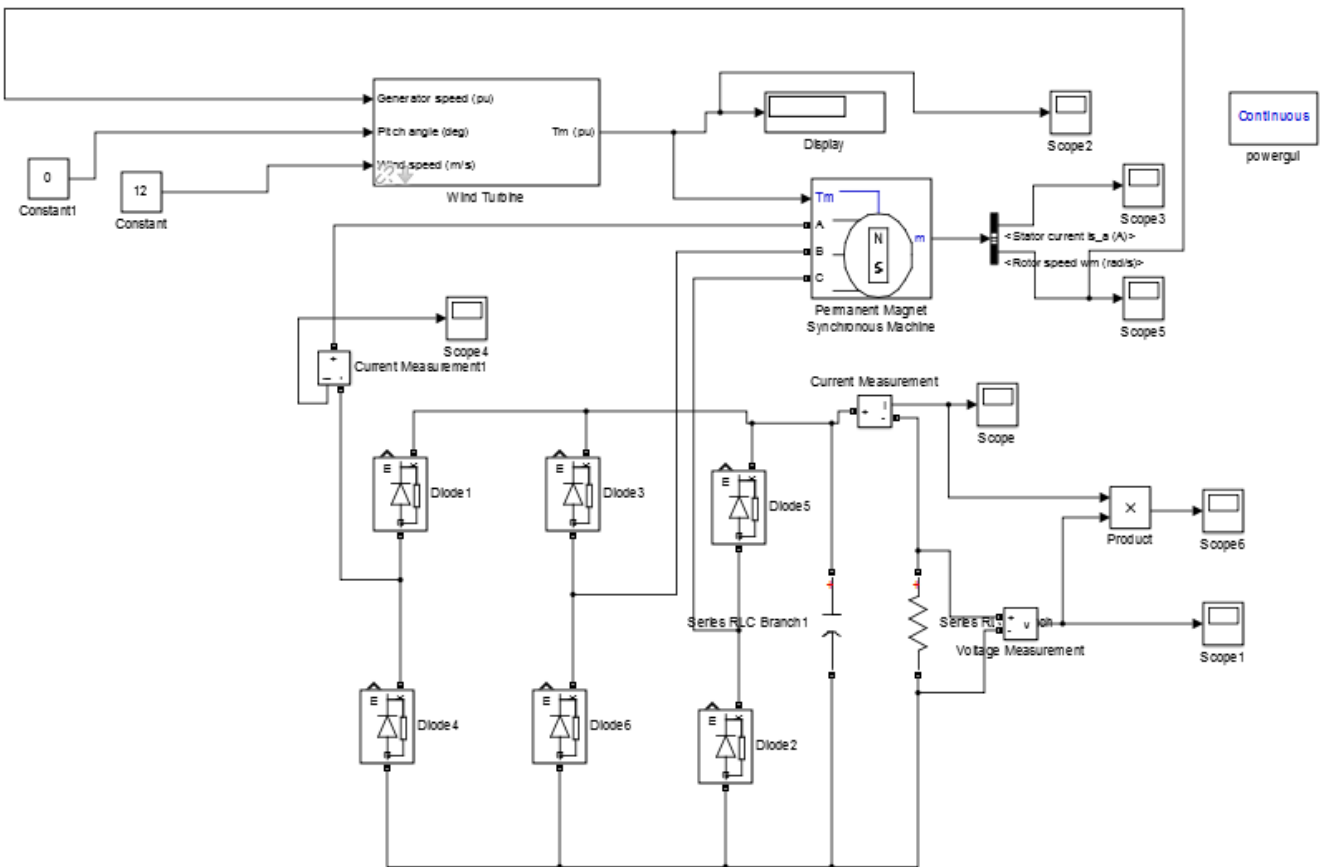 Generator speed (pu)
Pitch angle (deg)
Wind speed (m/s)
Tm (pu)
Wind Turbine
0
Constant1
12
Constant
Display
Scope2
Continuous
powergui
Scope3
Tm
A
B
C
N
S
m
<Stator current is_a (A)>
<Rotor speed wm (rad/s)>
Scope5
Permanent Magnet
Synchronous Machine
Scope4
+
-
Current Measurement1
Current Measurement
+
i
-
Scope
m
Diode1
m
Diode3
m
Diode5
×
Product
Scope6
+
Series RLC Branch1
+
+
-
v
Voltage Measurement
Scope1
m
Diode4
m
Diode6
m
Diode2